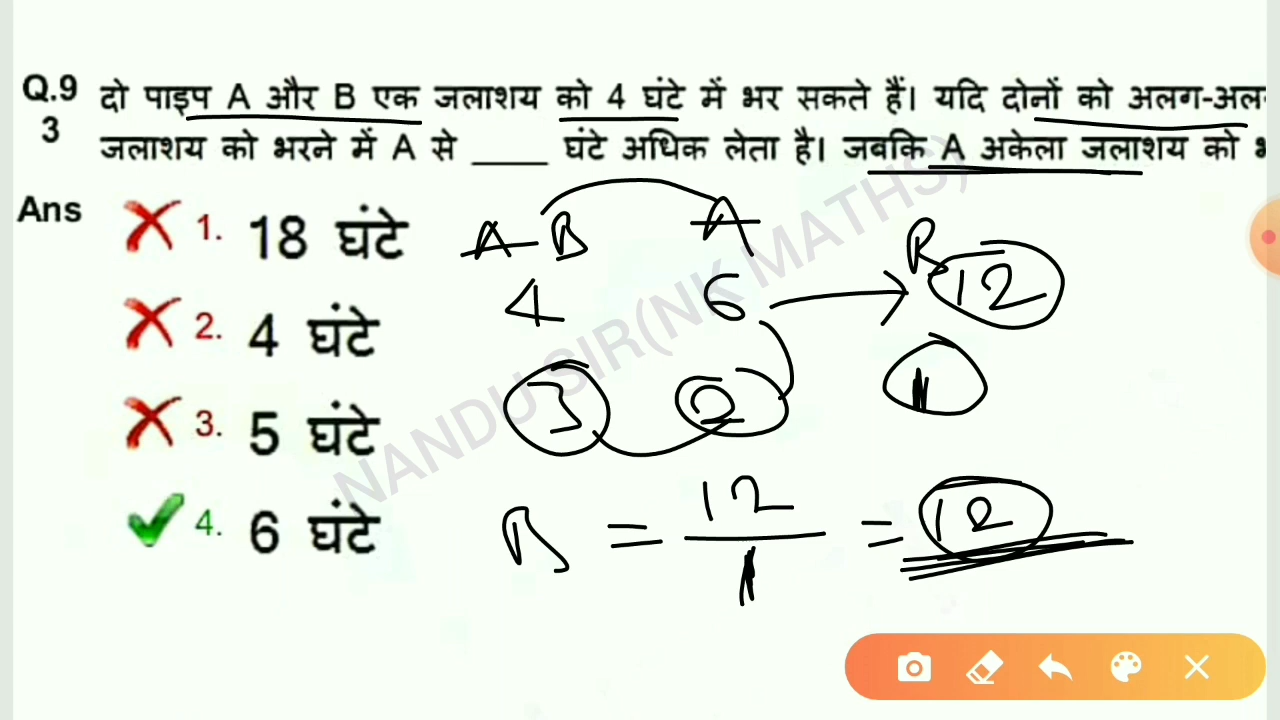 Q.9 दो पाइप A और B एक जलाशय को 4 घंटे में भर सकते हैं। यदि दोनों को
3 जलाशय को भरने में A से ____ घंटे अधिक लेता है। जबकि A अकेला जलाशय को
Ans
1. 18 घंटे
2. 4 घंटे
3. 5 घंटे
4. 6 घंटे
A B A B
4 6 12
3 2 1
B = 12/1 = 12
NANDU SIR(NK MATHS)